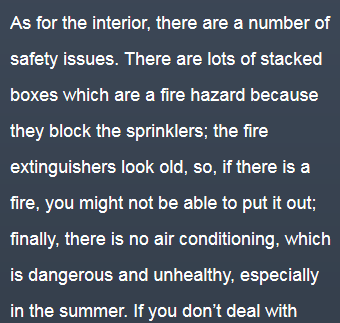 As for the interior, there are a number of
safety issues. There are lots of stacked
boxes which are a fire hazard because
they block the sprinklers; the fire
extinguishers look old, so, if there is a
fire, you might not be able to put it out;
finally, there is no air conditioning, which
is dangerous and unhealthy, especially
in the summer. If you don’t deal with